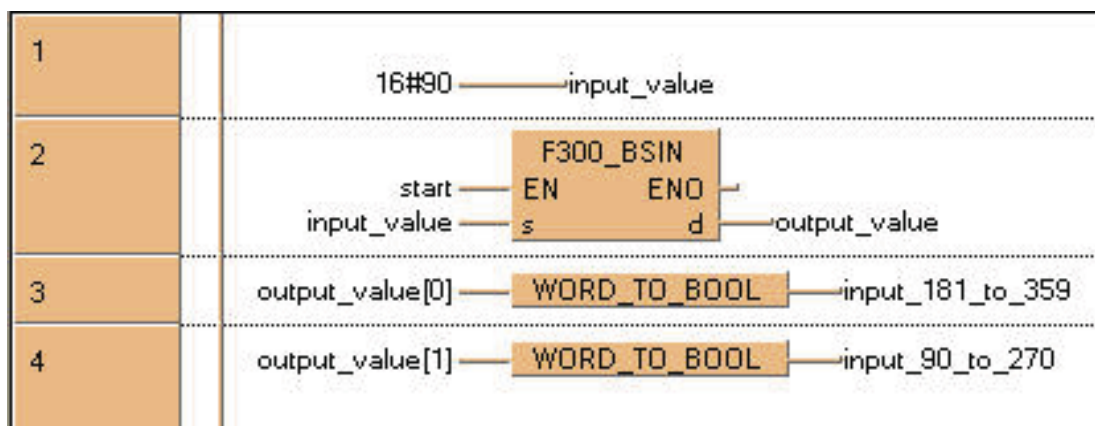 1
16#90 input_value
2
F300_BSIN
start EN ENO
input_value s d output_value
3
output_value[0] WORD_TO_BOOL input_181_to_359
4
output_value[1] WORD_TO_BOOL input_90_to_270